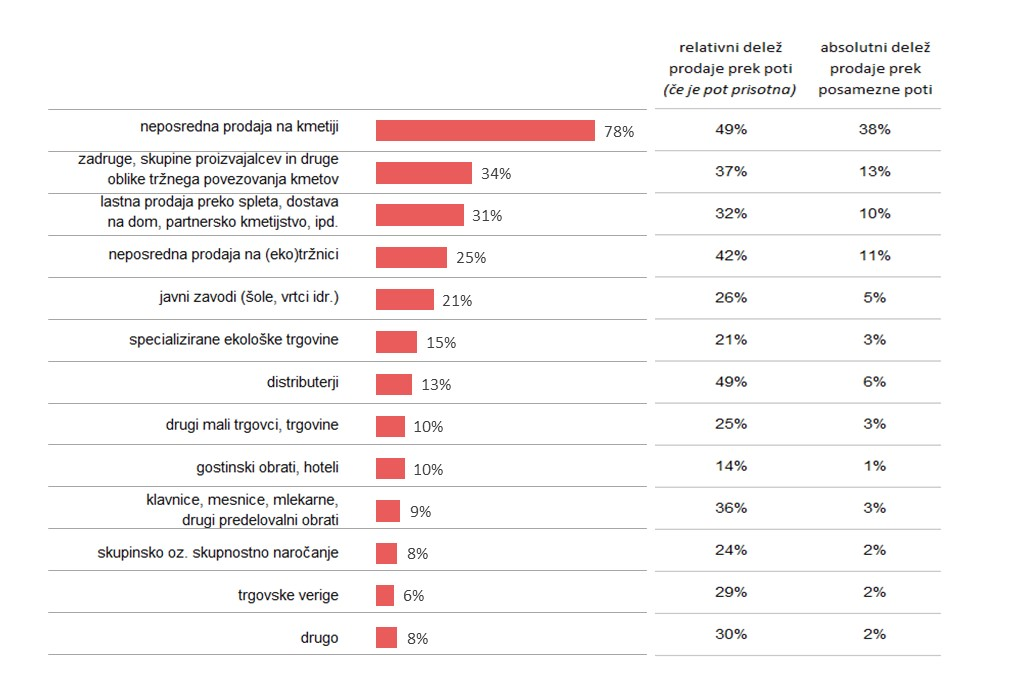 relativni delež
prodaje prek poti
(če je pot prisotna)
absolutni delež
prodaje prek
posamezne poti
neposredna prodaja na kmetiji
78%
49%
38%
zadruge, skupine proizvajalcev in druge
oblike tržnega povezovanja kmetov
34%
37%
13%
lastna prodaja preko spleta, dostava
na dom, partnersko kmetijstvo, ipd.
31%
32%
10%
neposredna prodaja na (eko)tržnici
25%
42%
11%
javni zavodi (šole, vrtci idr.)
21%
26%
5%
specializirane ekološke trgovine
15%
21%
3%
distributerji
13%
49%
6%
drugi mali trgovci, trgovine
10%
25%
3%
gostinski obrati, hoteli
10%
14%
1%
klavnice, mesnice, mlekarne,
drugi predelovalni obrati
9%
36%
3%
skupinsko oz. skupnostno naročanje
8%
24%
2%
trgovske verige
6%
29%
2%
drugo
8%
30%
2%